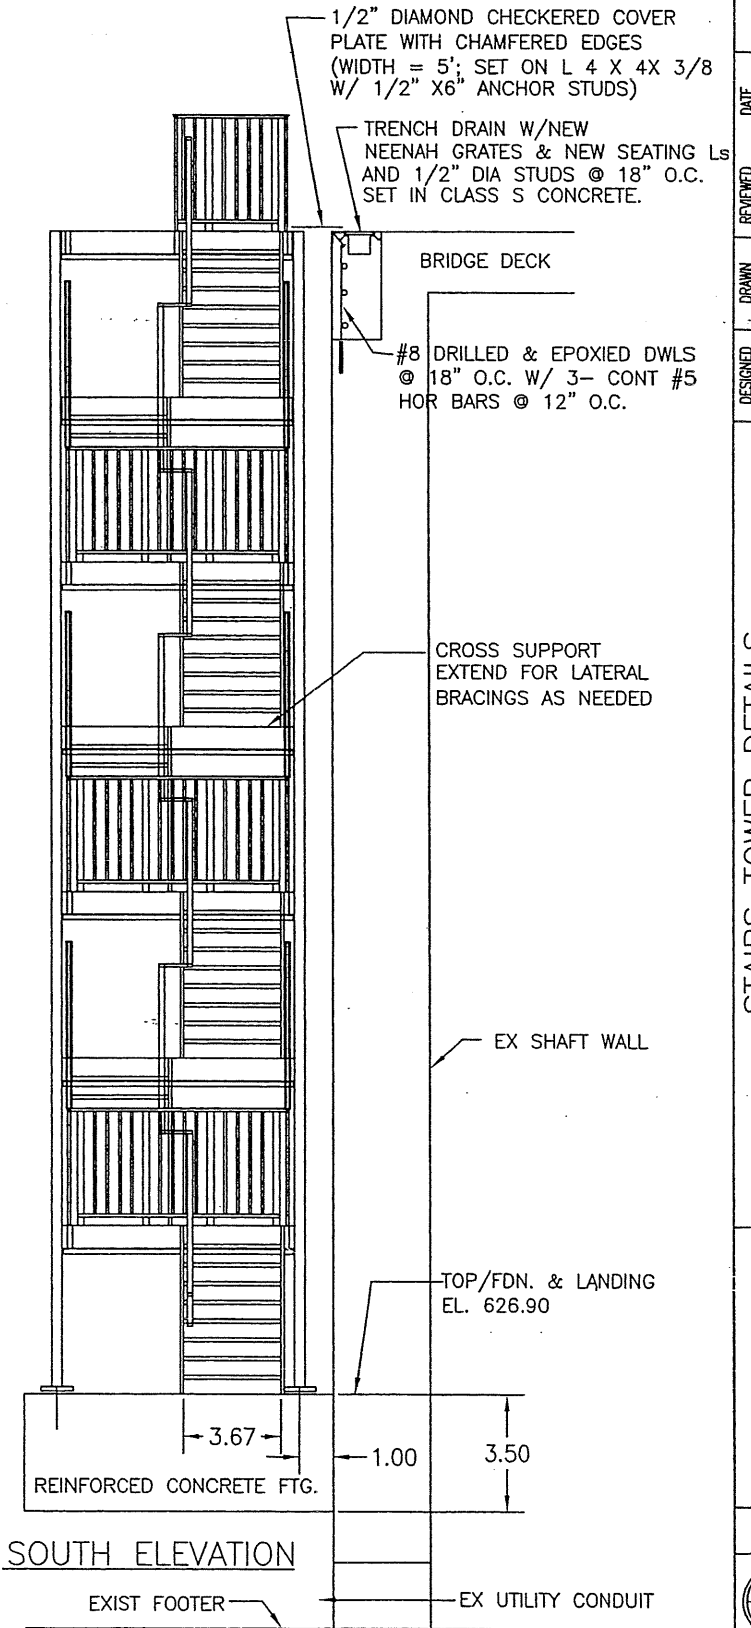 1/2" DIAMOND CHECKERED COVER
PLATE WITH CHAMFERED EDGES
(WIDTH = 5'; SET ON L 4 X 4X 3/8
W/ 1/2" X6" ANCHOR STUDS)
TRENCH DRAIN W/NEW
NEENAH GRATES & NEW SEATING Ls
AND 1/2" DIA STUDS @ 18" O.C.
SET IN CLASS S CONCRETE.
BRIDGE DECK
#8 DRILLED & EPOXIED DWLS
@ 18" O.C. W/ 3- CONT #5
HOR BARS @ 12" O.C.
CROSS SUPPORT
EXTEND FOR LATERAL
BRACINGS AS NEEDED
EX SHAFT WALL
TOP/FDN. & LANDING
EL. 626.90
3.67
1.00
3.50
REINFORCED CONCRETE FTG.
SOUTH ELEVATION
EXIST FOOTER
EX UTILITY CONDUIT
DATE
REVIEWED
DRAWN
DESIGNED
STAIRS TOWER DETAILS